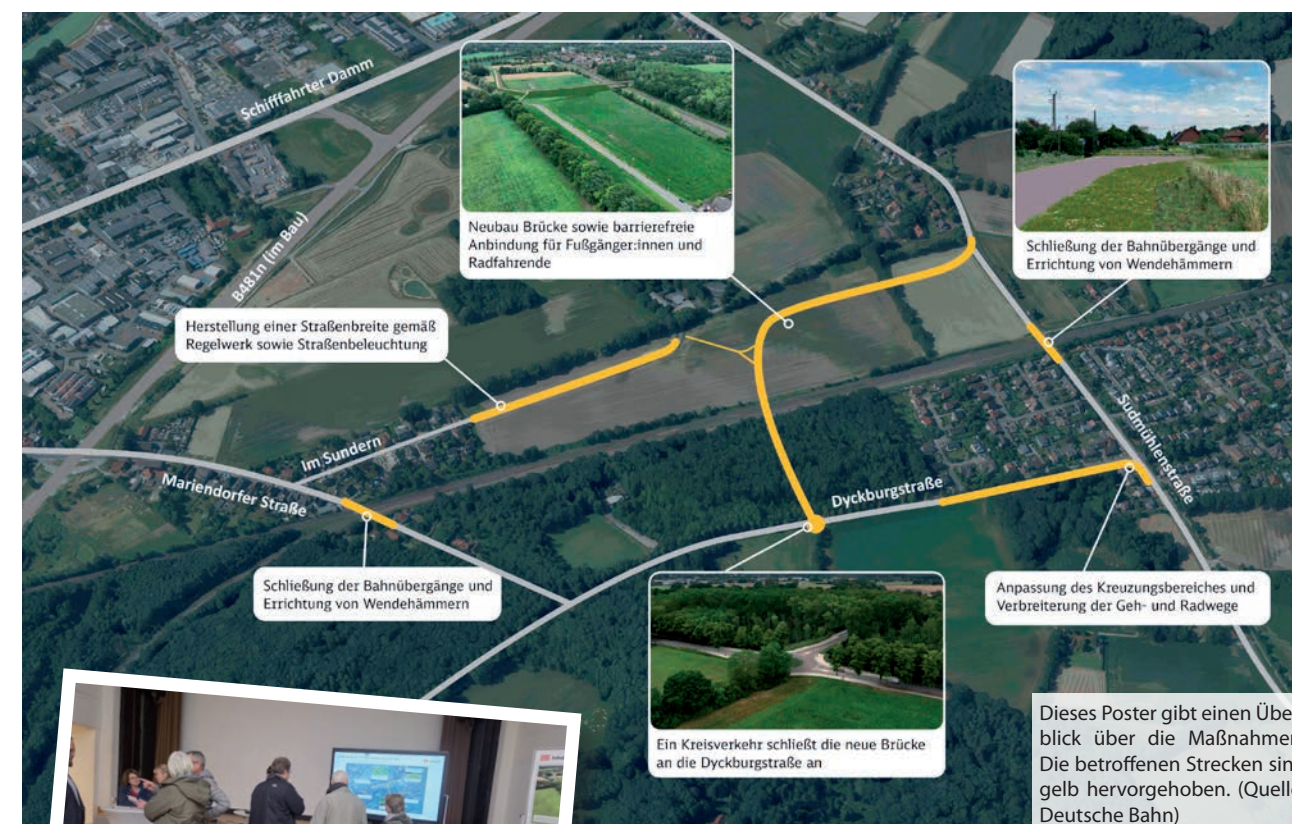 Schifffahrter Damm
B481n (im Bau)
Neubau Brücke sowie barrierefreie
Anbindung für Fußgänger:innen und
Radfahrende
Schließung der Bahnübergänge und
Errichtung von Wendehämmern
Herstellung einer Straßenbreite gemäß
Regelwerk sowie Straßenbeleuchtung
Im Sundern
Mariendorfer Straße
Sudmühlenstraße
Dyckburgstraße
Schließung der Bahnübergänge und
Errichtung von Wendehämmern
Anpassung des Kreuzungsbereiches und
Verbreiterung der Geh- und Radwege
Ein Kreisverkehr schließt die neue Brücke
an die Dyckburgstraße an
Dieses Poster gibt einen Über
blick über die Maßnahmen
Die betroffenen Strecken sin
gelb hervorgehoben. (Quelle
Deutsche Bahn)